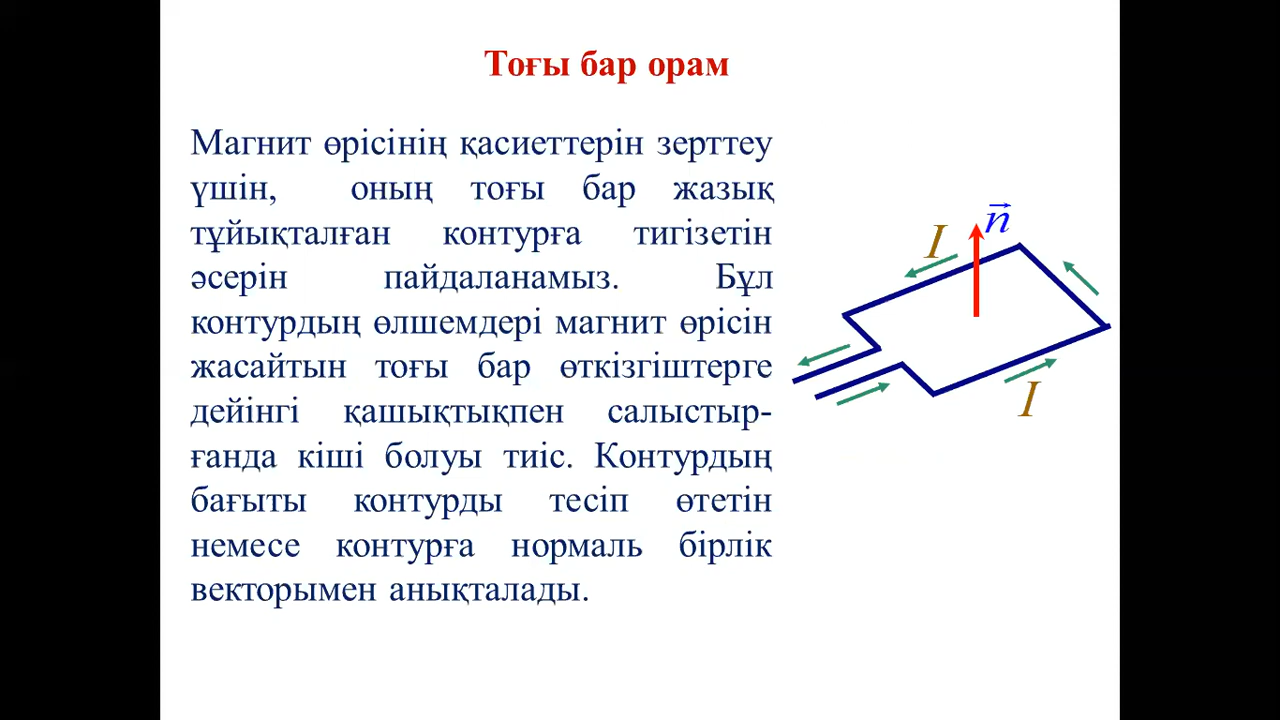 Тоғы бар орам
Магнит өрісінің қасиеттерін зерттеу
үшін, оның тоғы бар жазық
тұйықталған контурға тигізетін
әсерін пайдаланамыз. Бұл
контурдың өлшемдері магнит өрісін
жасайтын тоғы бар өткізгіштерге
дейінгі қашықтықпен салыстыр-
ғанда кіші болуы тиіс. Контурдың
бағыты контурды тесіп өтетін
немесе контурға нормаль бірлік
векторымен анықталады.
n⃗
I
I